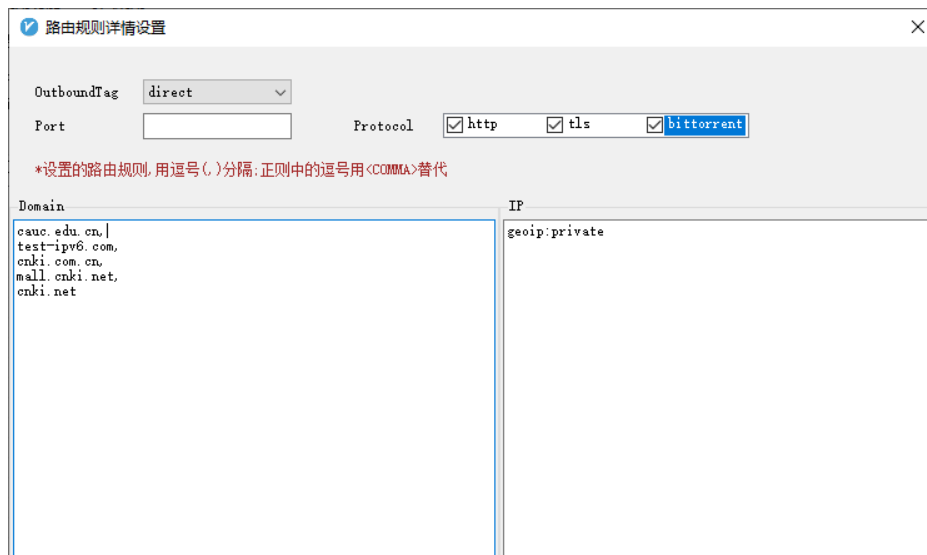 路由规则详情设置
OutboundTag direct
Port Protocol http tls bittorrent
*设置的路由规则,用逗号(,)分隔;正则中的逗号用<COMMA>替代
Domain IP
cauc.edu.cn, geoip:private
test-ipv6.com,
cnki.com.cn,
mall.cnki.net,
cnki.net